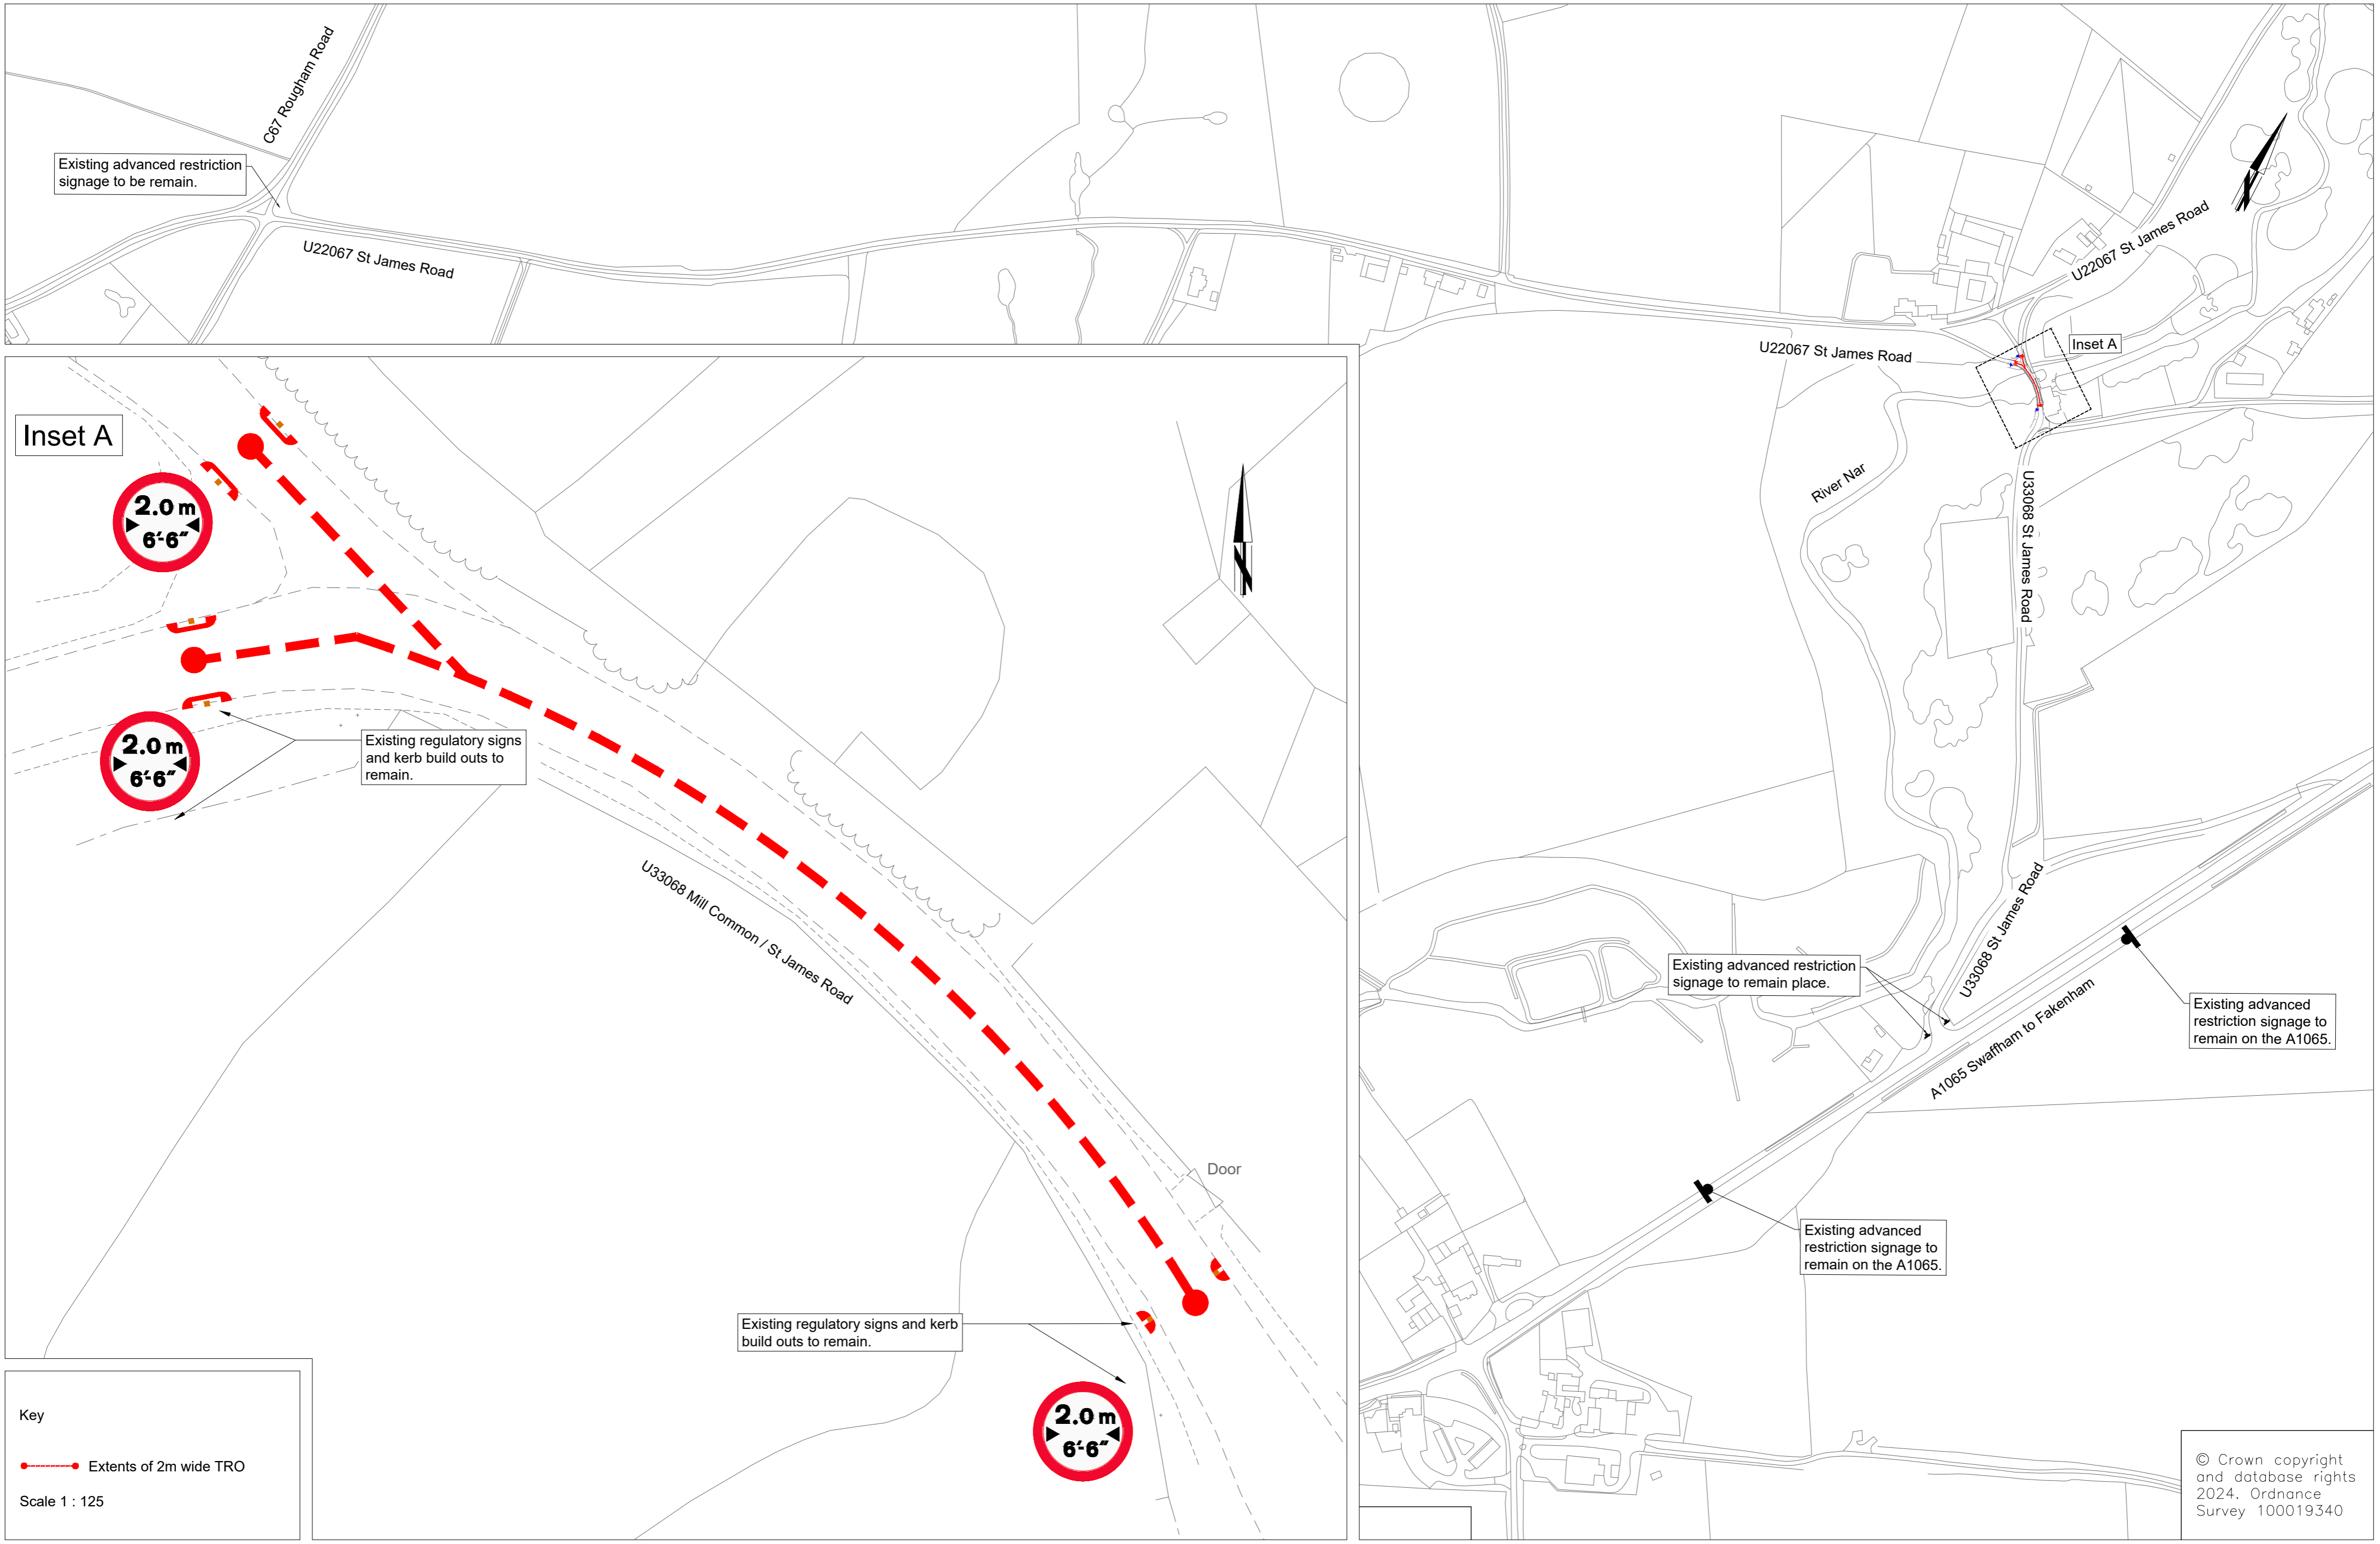 C67 Rougham Road
Existing advanced restriction
signage to be remain.
U22067 St James Road
U22067 St James Road
U22067 St James Road
Inset A
N
River Nar
U33068 St James Road
U33068 St James Road
Existing advanced restriction
signage to remain place.
A1065 Swaffham to Fakenham
Existing advanced
restriction signage to
remain on the A1065.
Existing advanced
restriction signage to
remain on the A1065.
Inset A
2.0 m
6'-6"
2.0 m
6'-6"
Existing regulatory signs
and kerb build outs to
remain.
N
U33068 Mill Common / St James Road
Door
Existing regulatory signs and kerb
build outs to remain.
2.0 m
6'-6"
Key
Extents of 2m wide TRO
Scale 1 : 125
© Crown copyright
and database rights
2024. Ordnance
Survey 100019340